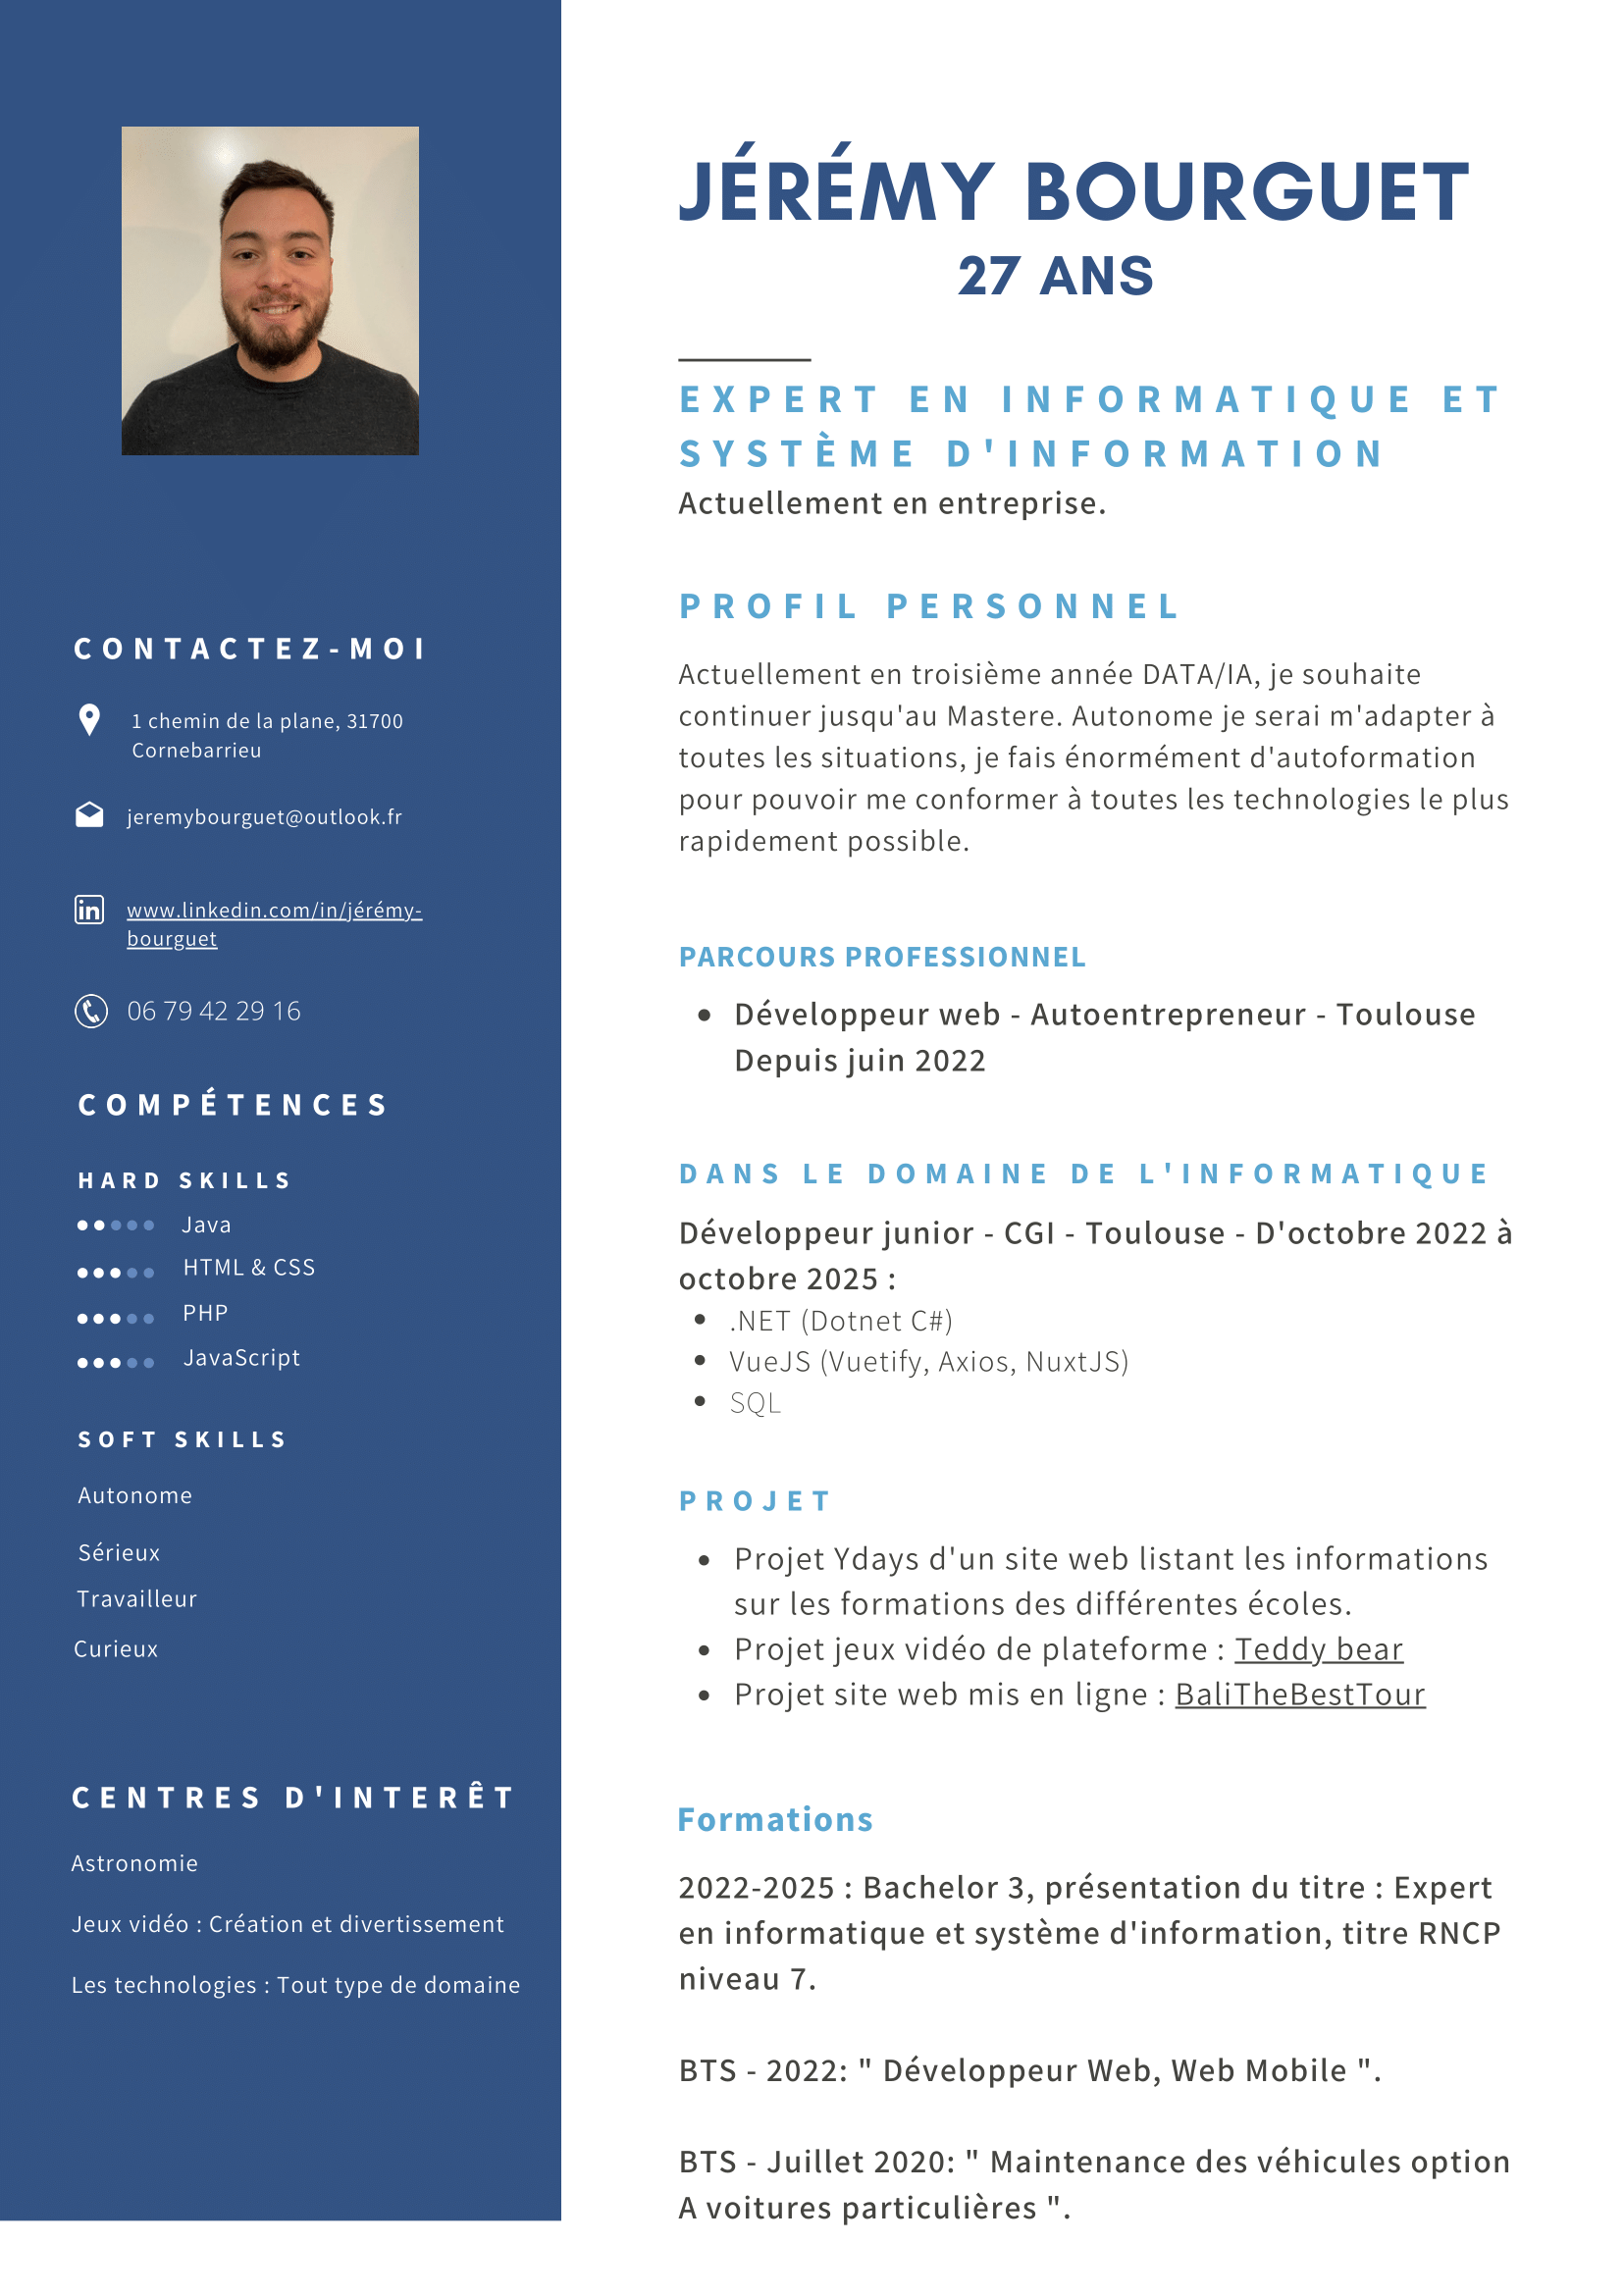 JÉRÉMY BOURGUET
27 ANS
EXPERT EN INFORMATIQUE ET
SYSTÈME D'INFORMATION
Actuellement en entreprise.
PROFIL PERSONNEL
Actuellement en troisième année DATA/IA, je souhaite
continuer jusqu'au Mastere. Autonome je serai m'adapter à
toutes les situations, je fais énormément d'autoformation
pour pouvoir me conformer à toutes les technologies le plus
rapidement possible.
PARCOURS PROFESSIONNEL
• Développeur web - Autoentrepreneur - Toulouse
Depuis juin 2022
DANS LE DOMAINE DE L'INFORMATIQUE
Développeur junior - CGI - Toulouse - D'octobre 2022 à
octobre 2025 :
• .NET (Dotnet C#)
• VueJS (Vuetify, Axios, NuxtJS)
• SQL
PROJET
• Projet Ydays d'un site web listant les informations
sur les formations des différentes écoles.
• Projet jeux vidéo de plateforme : Teddy bear
• Projet site web mis en ligne : BaliTheBestTour
Formations
2022-2025 : Bachelor 3, présentation du titre : Expert
en informatique et système d'information, titre RNCP
niveau 7.
BTS - 2022: " Développeur Web, Web Mobile ".
BTS - Juillet 2020: " Maintenance des véhicules option
A voitures particulières ".
CONTACTEZ-MOI
1 chemin de la plane, 31700
Cornebarrieu
jeremybourguet@outlook.fr
in
www.linkedin.com/in/jérémy-
bourguet
06 79 42 29 16
COMPÉTENCES
HARD SKILLS
Java
HTML & CSS
PHP
JavaScript
SOFT SKILLS
Autonome
Sérieux
Travailleur
Curieux
CENTRES D'INTERÊT
Astronomie
Jeux vidéo : Création et divertissement
Les technologies : Tout type de domaine